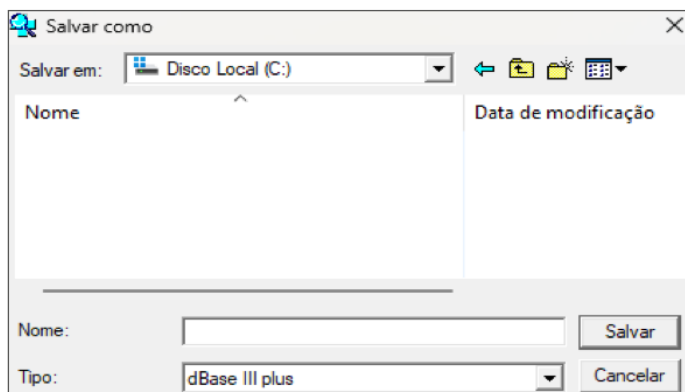 Salvar como
Salvar em: Disco Local (C:)
Nome Data de modificação
Nome: Salvar
Tipo: dBase III plus Cancelar